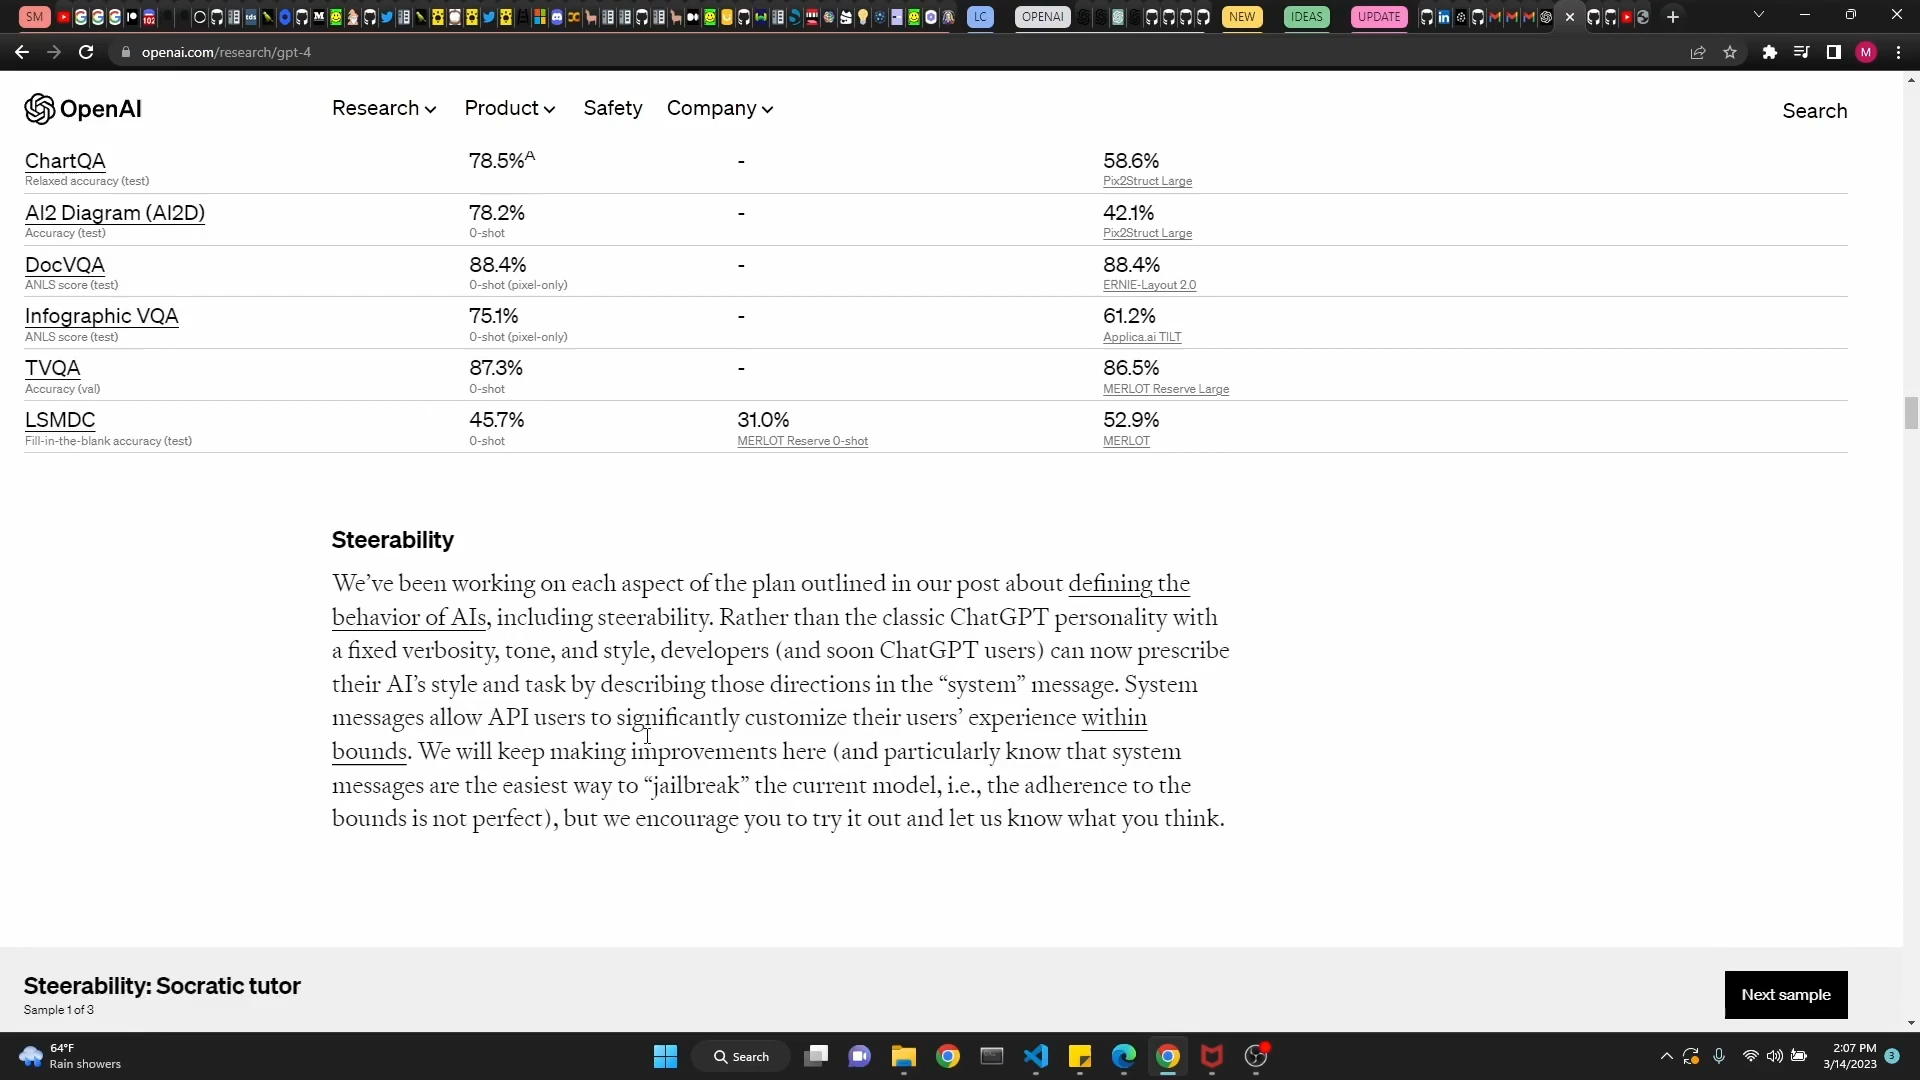 SM
LC
OPENAI
NEW
IDEAS
UPDATE
openai.com/research/gpt-4
M
OpenAI
Research
Product
Safety
Company
Search
ChartQA
78.5%A
-
58.6%
Relaxed accuracy (test)
Pix2Struct Large
AI2 Diagram (AI2D)
78.2%
-
42.1%
Accuracy (test)
0-shot
Pix2Struct Large
DocVQA
88.4%
-
88.4%
ANLS score (test)
0-shot (pixel-only)
ERNIE-Layout 2.0
Infographic VQA
75.1%
-
61.2%
ANLS score (test)
0-shot (pixel-only)
Applica.ai TILT
TVQA
87.3%
-
86.5%
Accuracy (val)
0-shot
MERLOT Reserve Large
LSMDC
45.7%
31.0%
52.9%
Fill-in-the-blank accuracy (test)
0-shot
MERLOT Reserve 0-shot
MERLOT
Steerability
We’ve been working on each aspect of the plan outlined in our post about defining the
behavior of AIs, including steerability. Rather than the classic ChatGPT personality with
a fixed verbosity, tone, and style, developers (and soon ChatGPT users) can now prescribe
their AI’s style and task by describing those directions in the “system” message. System
messages allow API users to significantly customize their users’ experience within
bounds. We will keep making improvements here (and particularly know that system
messages are the easiest way to “jailbreak” the current model, i.e., the adherence to the
bounds is not perfect), but we encourage you to try it out and let us know what you think.
Steerability: Socratic tutor
Sample 1 of 3
Next sample
64°F
Rain showers
Search
2:07 PM
3/14/2023
3